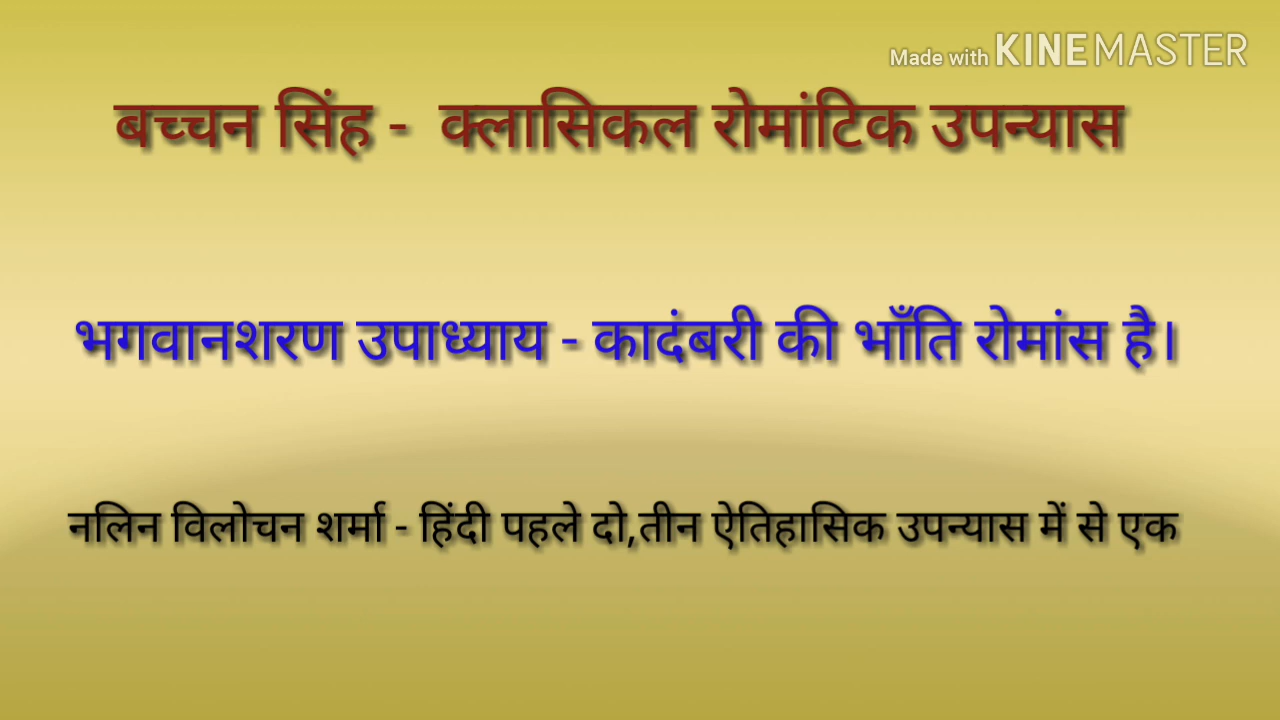 Made with KINEMASTER
बच्चन सिंह - क्लासिकल रोमांटिक उपन्यास
भगवानशरण उपाध्याय - कादंबरी की भाँति रोमांस है।
नलिन विलोचन शर्मा - हिंदी पहले दो,तीन ऐतिहासिक उपन्यास में से एक